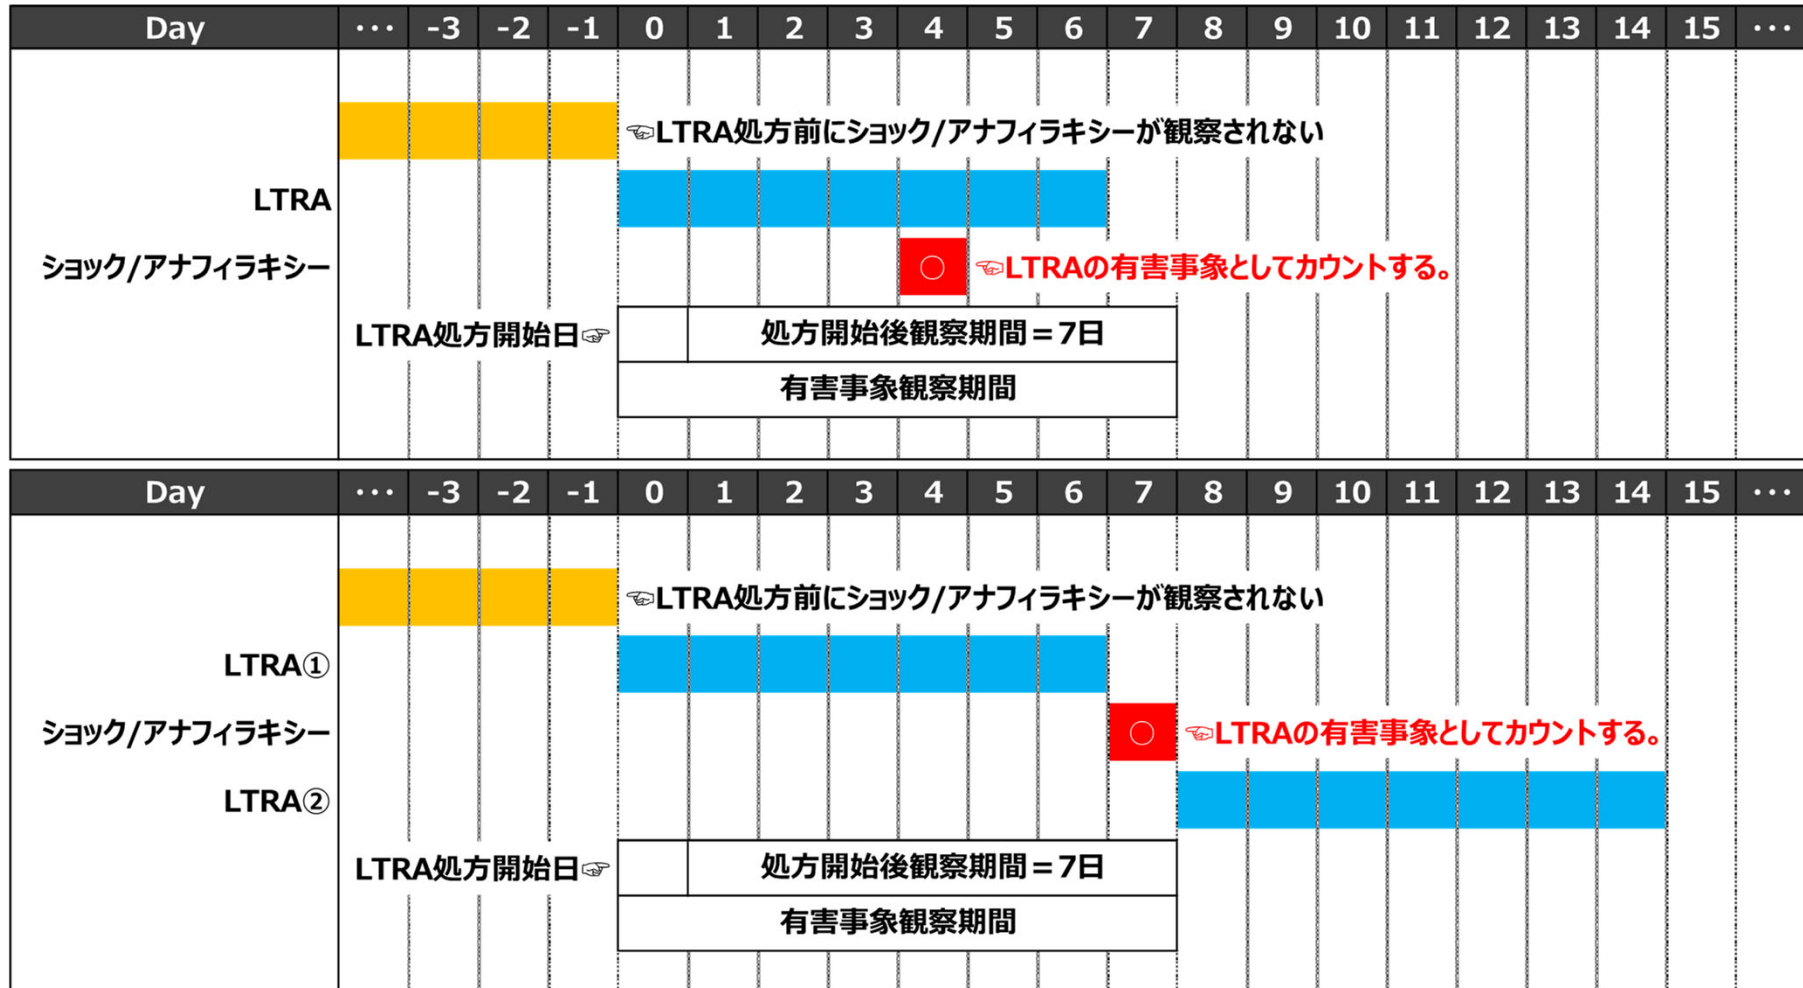 Day ··· -3 -2 -1 0 1 2 3 4 5 6 7 8 9 10 11 12 13 14 15 ···
☜LTRA処方前にショック/アナフィラキシーが観察されない
LTRA
ショック/アナフィラキシー ○ ☜LTRAの有害事象としてカウントする。
LTRA処方開始日☞ 処方開始後観察期間=7日
有害事象観察期間
Day ··· -3 -2 -1 0 1 2 3 4 5 6 7 8 9 10 11 12 13 14 15 ···
☜LTRA処方前にショック/アナフィラキシーが観察されない
LTRA①
ショック/アナフィラキシー ○ ☜LTRAの有害事象としてカウントする。
LTRA②
LTRA処方開始日☞ 処方開始後観察期間=7日
有害事象観察期間